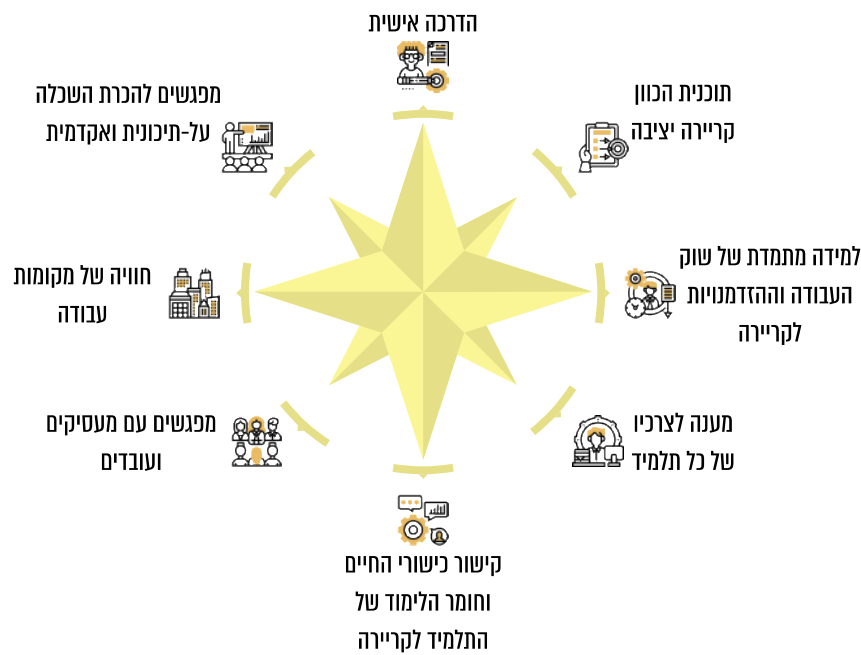 הדרכה אישית
תוכנית הכוון
קריירה יציבה
למידה מתמדת של שוק
העבודה וההזדמנויות
לקריירה
מענה לצרכיו
של כל תלמיד
קישור כישורי החיים
וחומר הלימוד של
התלמיד לקריירה
מפגשים עם מעסיקים
ועובדים
חוויה של מקומות
עבודה
מפגשים להכרת השכלה
על-תיכונית ואקדמית